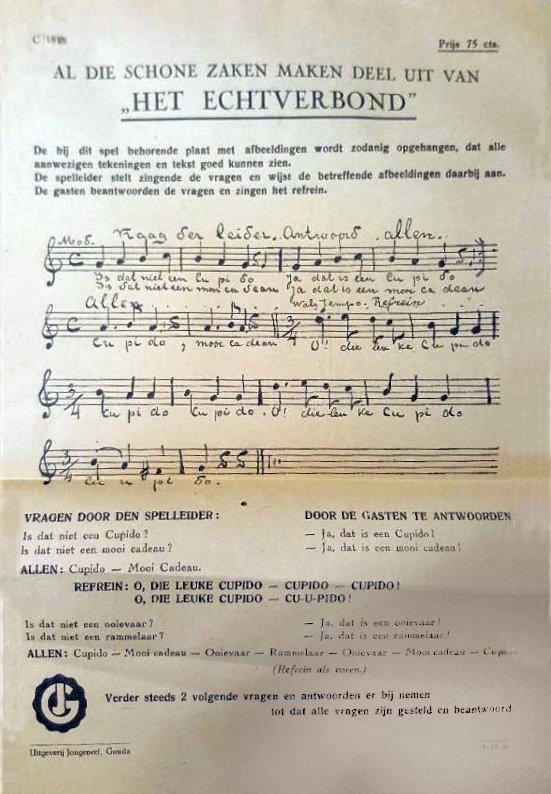 Prijs 75 cts.
AL DIE SCHONE ZAKEN MAKEN DEEL UIT VAN
„HET ECHTVERBOND”
De bij dit spel behorende plaat met afbeeldingen wordt zodanig opgehangen, dat alle
aanwezigen tekeningen en tekst goed kunnen zien.
De spelleider stelt zingende de vragen en wijst de betreffende afbeeldingen daarbij aan.
De gasten beantwoorden de vragen en zingen het refrein.
Mod. Vraag der leider. Antwoord allen.
Is dat niet een Cu pi do Ja dat is een Cu pi do
Is dat niet een mooi ca deau Ja dat is een mooi ca deau
Allen Wals tempo. Refrein
Cu pi do, mooi ca deau O! die leu ke Cu pi do
Cu pi do Cu pi do. O! die leu ke Cu pi do
Cu u pi do.
VRAGEN DOOR DEN SPELLEIDER: DOOR DE GASTEN TE ANTWOORDEN
Is dat niet een Cupido? — Ja, dat is een Cupido!
Is dat niet een mooi cadeau? — Ja, dat is een mooi cadeau!
ALLEN: Cupido — Mooi Cadeau.
REFREIN: O, DIE LEUKE CUPIDO — CUPIDO — CUPIDO!
O, DIE LEUKE CUPIDO — CU-U-PIDO!
Is dat niet een ooievaar? — Ja, dat is een ooievaar!
Is dat niet een rammelaar? — Ja, dat is een rammelaar!
ALLEN: Cupido — Mooi cadeau — Ooievaar — Rammelaar — Ooievaar — Mooi cadeau — Cupido
(Refrein als voren.)
Verder steeds 2 volgende vragen en antwoorden er bij nemen
tot dat alle vragen zijn gesteld en beantwoord
Uitgeverij Jongeneel, Gouda